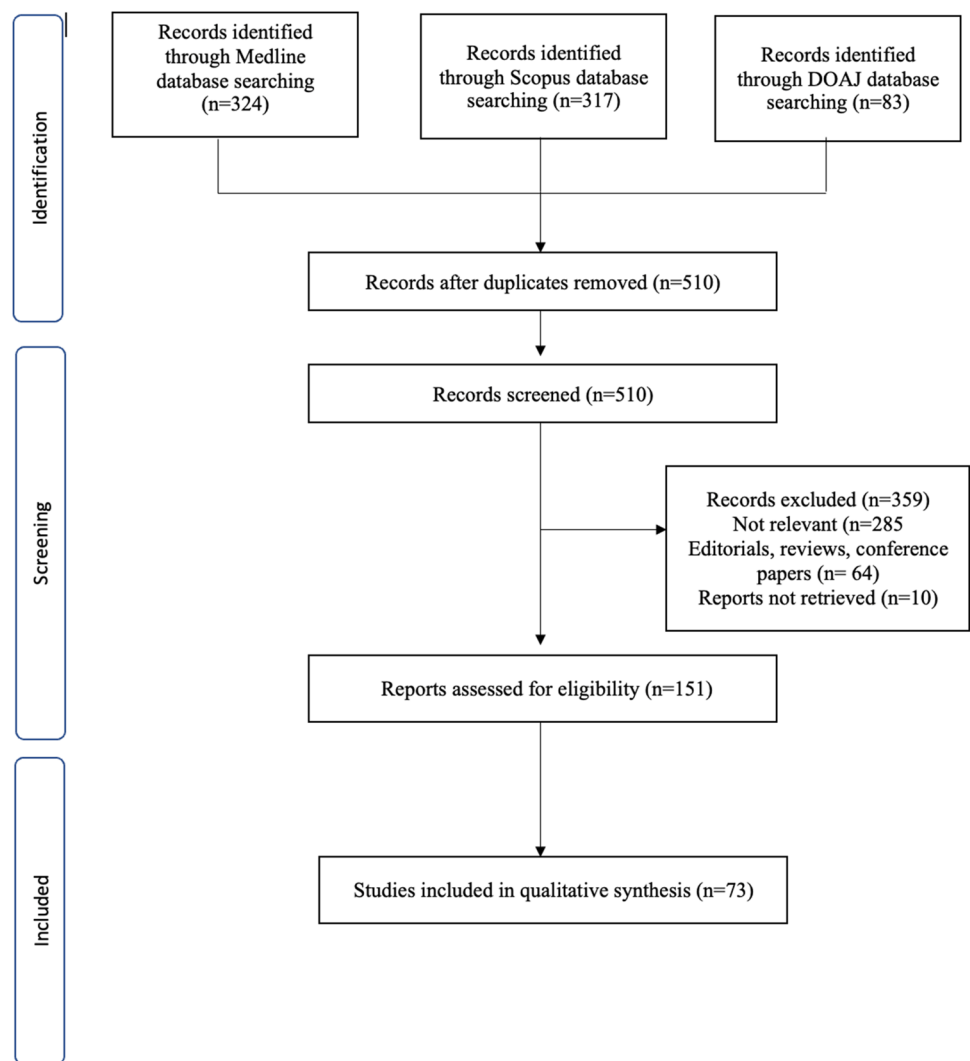 Identification
Records identified
through Medline
database searching
(n=324)
Records identified
through Scopus database
searching (n=317)
Records identified
through DOAJ database
searching (n=83)
Records after duplicates removed (n=510)
Screening
Records screened (n=510)
Records excluded (n=359)
Not relevant (n=285
Editorials, reviews, conference
papers (n= 64)
Reports not retrieved (n=10)
Reports assessed for eligibility (n=151)
Included
Studies included in qualitative synthesis (n=73)